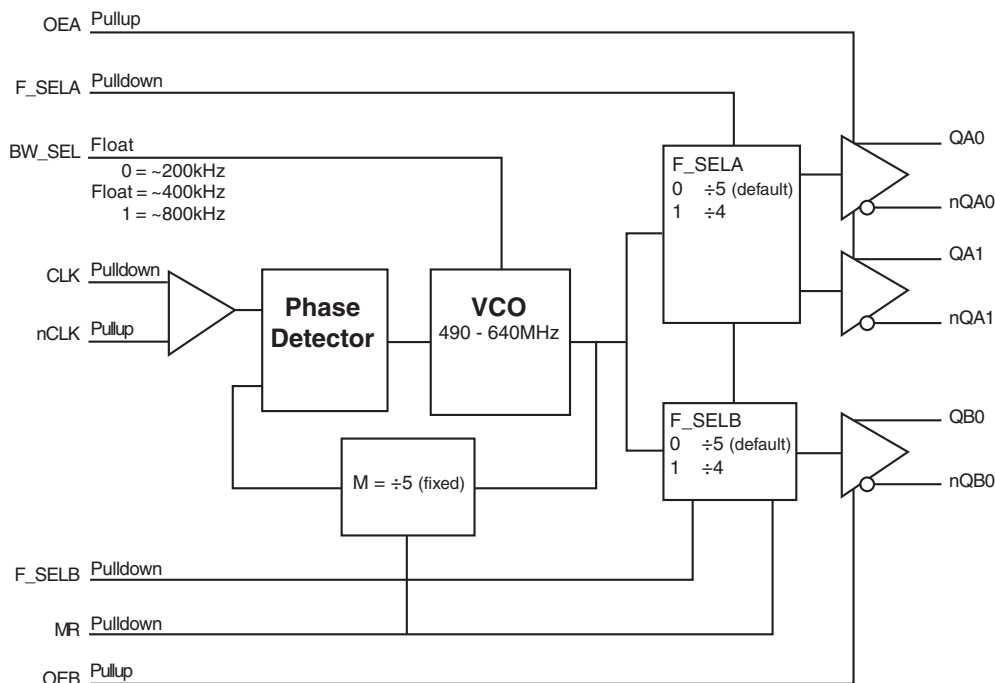 OEA Pullup
F_SELA Pulldown
BW_SEL Float
0 = ~200kHz
Float = ~400kHz
1 = ~800kHz
CLK Pulldown
nCLK Pullup
Phase
Detector
VCO
490 - 640MHz
M = ÷5 (fixed)
F_SELA
0 ÷5 (default)
1 ÷4
F_SELB
0 ÷5 (default)
1 ÷4
QA0
nQA0
QA1
nQA1
QB0
nQB0
F_SELB Pulldown
MR Pulldown
OEB Pullup